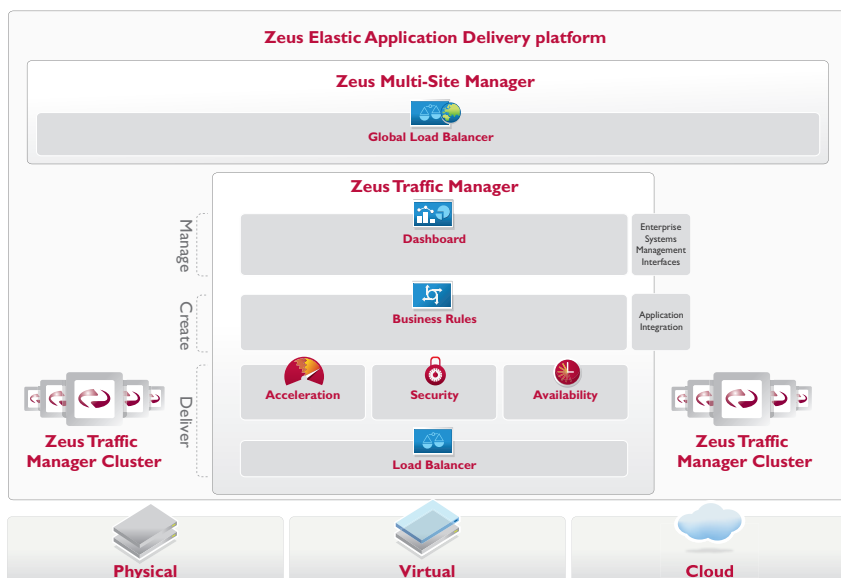 Zeus Elastic Application Delivery platform
Zeus Multi-Site Manager
Global Load Balancer
Zeus Traffic Manager
Manage
Dashboard
Enterprise
Systems
Management
Interfaces
Create
Business Rules
Application
Integration
Deliver
Acceleration
Security
Availability
Load Balancer
Zeus Traffic
Manager Cluster
Zeus Traffic
Manager Cluster
Physical
Virtual
Cloud